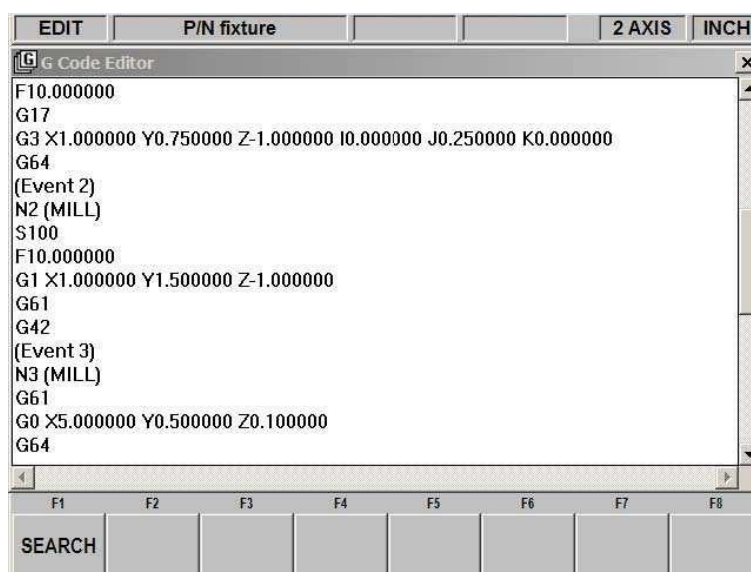 EDIT P/N fixture 2 AXIS INCH
G Code Editor
F10.000000
G17
G3 X1.000000 Y0.750000 Z-1.000000 I0.000000 J0.250000 K0.000000
G64
(Event 2)
N2 (MILL)
S100
F10.000000
G1 X1.000000 Y1.500000 Z-1.000000
G61
G42
(Event 3)
N3 (MILL)
G61
G0 X5.000000 Y0.500000 Z0.100000
G64
F1 F2 F3 F4 F5 F6 F7 F8
SEARCH